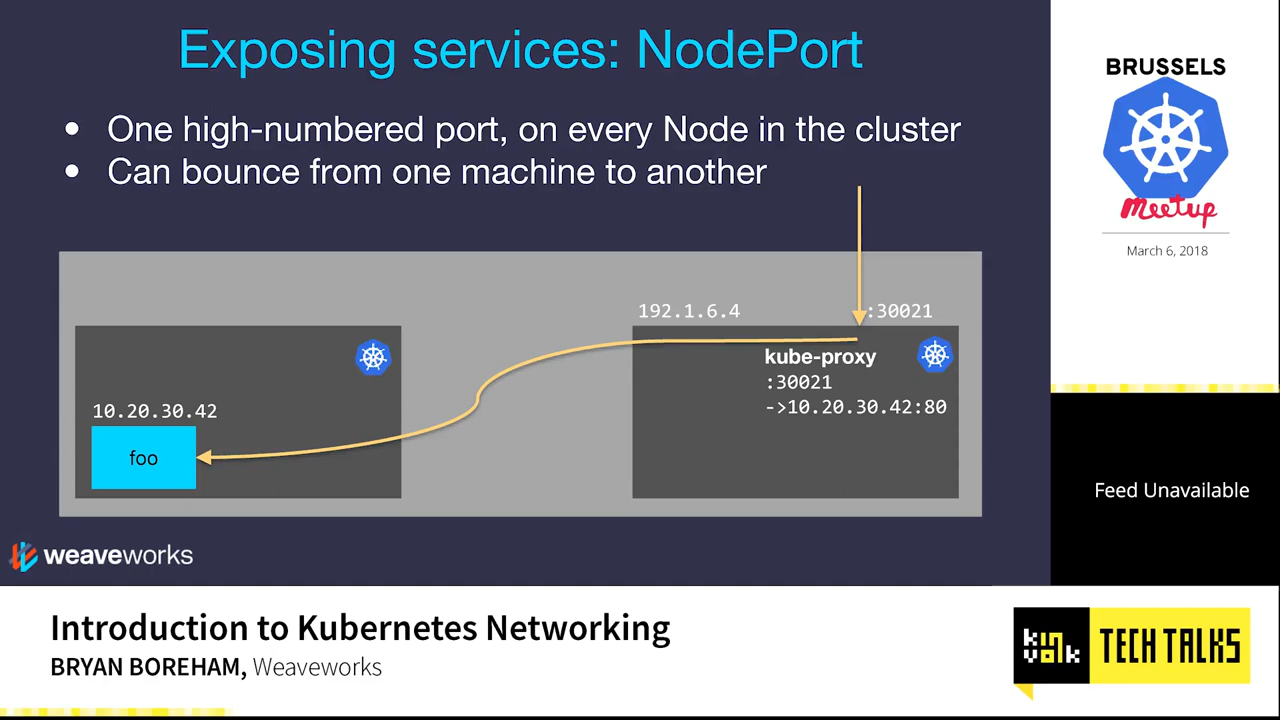 Exposing services: NodePort
• One high-numbered port, on every Node in the cluster
• Can bounce from one machine to another
192.1.6.4 :30021
kube-proxy
:30021
->10.20.30.42:80
10.20.30.42
foo
weaveworks
BRUSSELS
meetup
March 6, 2018
Feed Unavailable
Introduction to Kubernetes Networking
BRYAN BOREHAM, Weaveworks
kinvolk
TECH TALKS